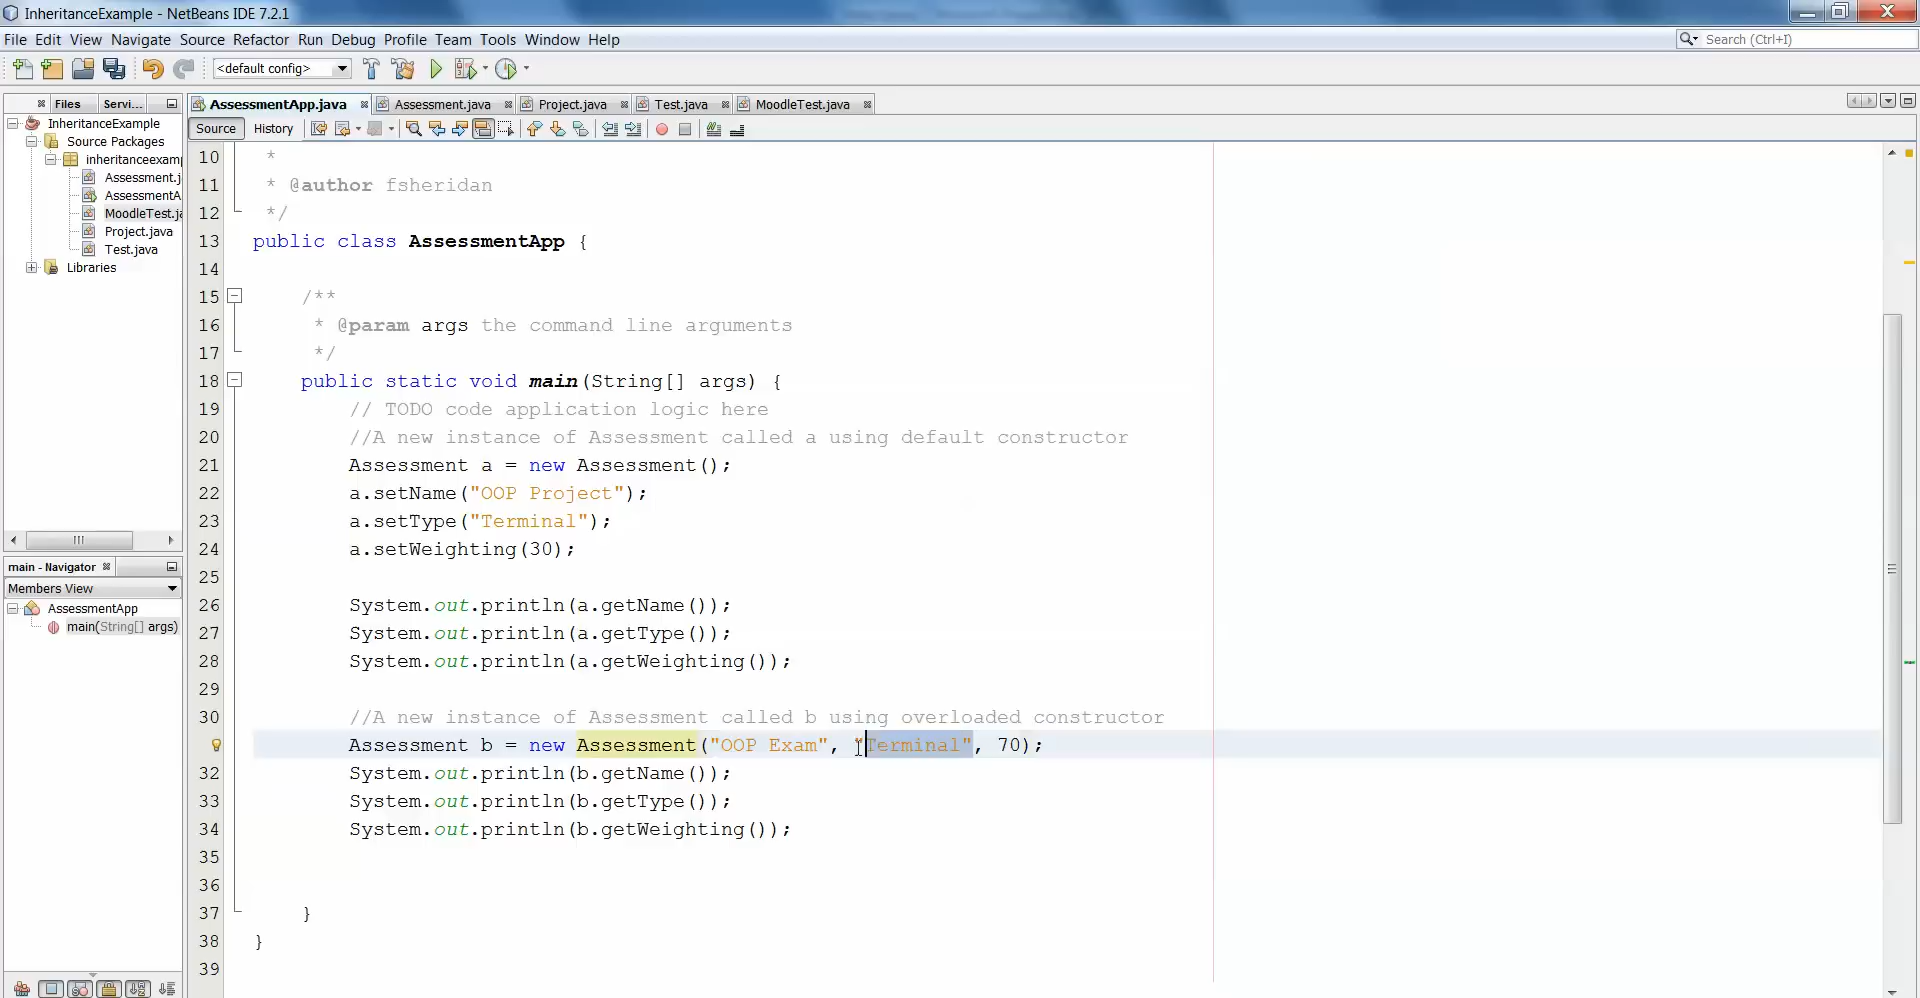 InheritanceExample - NetBeans IDE 7.2.1
File Edit View Navigate Source Refactor Run Debug Profile Team Tools Window Help
Search (Ctrl+I)
<default config>
Files Servi...
AssessmentApp.java Assessment.java Project.java Test.java MoodleTest.java
Source History
InheritanceExample
Source Packages
inheritanceexamp
Assessment.j
AssessmentA
MoodleTest.ja
Project.java
Test.java
Libraries
main - Navigator
Members View
AssessmentApp
main(String[] args)
10 *
11 * @author fsheridan
12 */
13 public class AssessmentApp {
14
15 /**
16 * @param args the command line arguments
17 */
18 public static void main(String[] args) {
19 // TODO code application logic here
20 //A new instance of Assessment called a using default constructor
21 Assessment a = new Assessment();
22 a.setName("OOP Project");
23 a.setType("Terminal");
24 a.setWeighting(30);
25
26 System.out.println(a.getName());
27 System.out.println(a.getType());
28 System.out.println(a.getWeighting());
29
30 //A new instance of Assessment called b using overloaded constructor
Assessment b = new Assessment("OOP Exam", "Terminal", 70);
32 System.out.println(b.getName());
33 System.out.println(b.getType());
34 System.out.println(b.getWeighting());
35
36
37 }
38 }
39